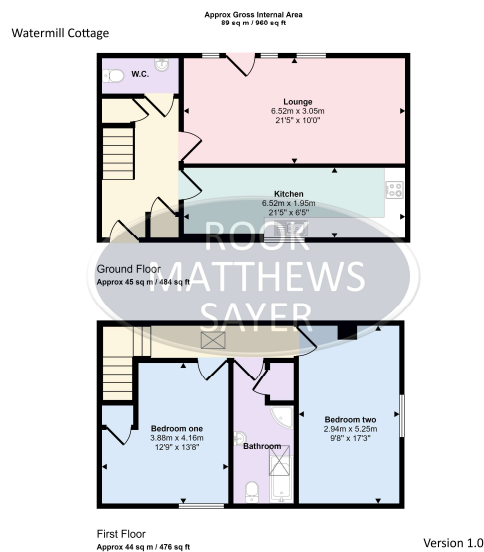 Approx Gross Internal Area
89 sq m / 960 sq ft
Watermill Cottage
W.C.
Lounge
6.52m x 3.05m
21'5" x 10'0"
Kitchen
6.52m x 1.95m
21'5" x 6'5"
ROOK
MATTHEWS
SAYER
Ground Floor
Approx 45 sq m / 484 sq ft
Bedroom one
3.88m x 4.16m
12'9" x 13'8"
Bathroom
Bedroom two
2.94m x 5.25m
9'8" x 17'3"
First Floor
Approx 44 sq m / 476 sq ft
Version 1.0